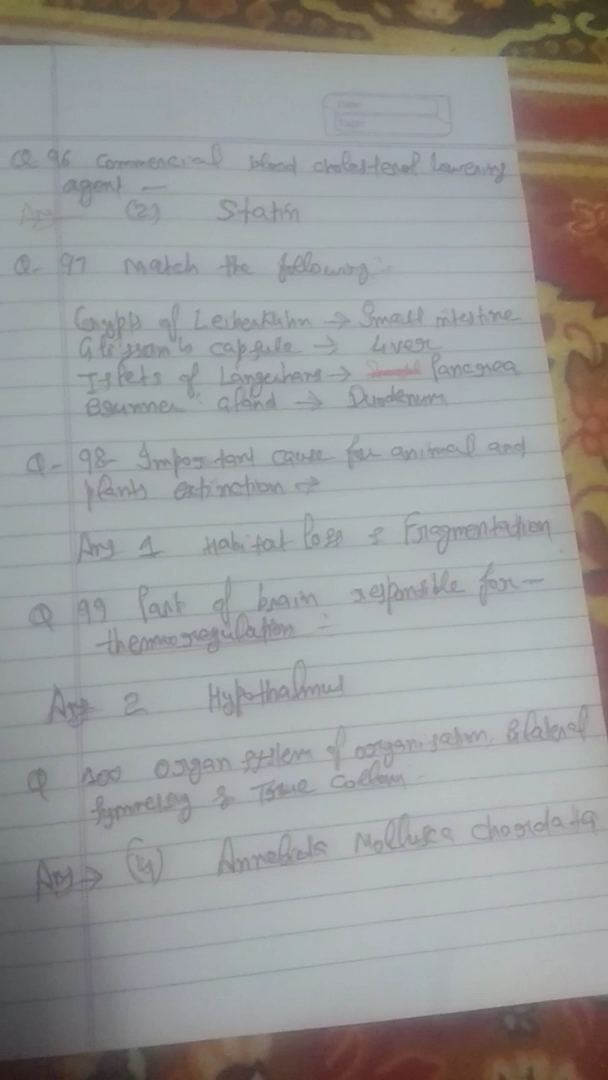 Q. 96 Commercial blood cholesterol lowering
agent -
Ans (2) Statin
Q. 97 Match the following:-
Crypts of Leiberkuhn → Small intestine
Glisson's capsule → Liver
Islets of Langerhans → Pancrea
Brunner's gland → Duodenum
Q- 98 Important cause for animal and
plants extinction →
Ans 1 Habitat loss & Fragmentation
Q 99 Part of brain responsible for-
thermoregulation :-
Ans 2 Hypothalmus
Q 100 Organ system of organisation, Bilateral
Symmetry & True
Ans → (4) Annelida Mollusca Chordata